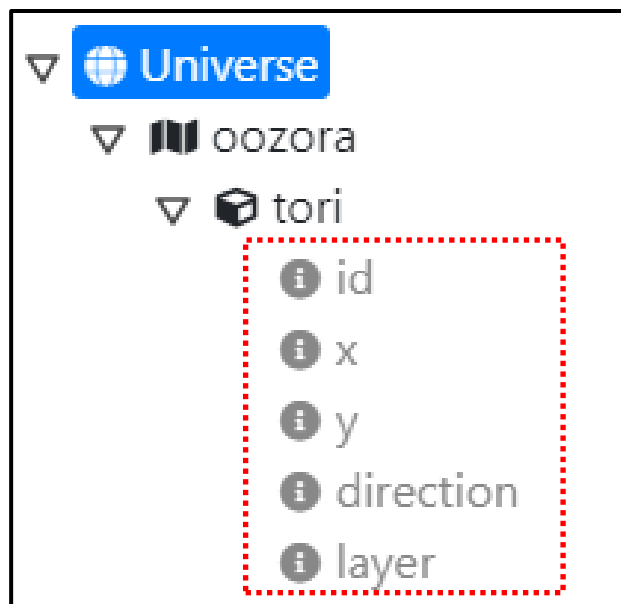 Universe
oozora
tori
id
x
y
direction
layer